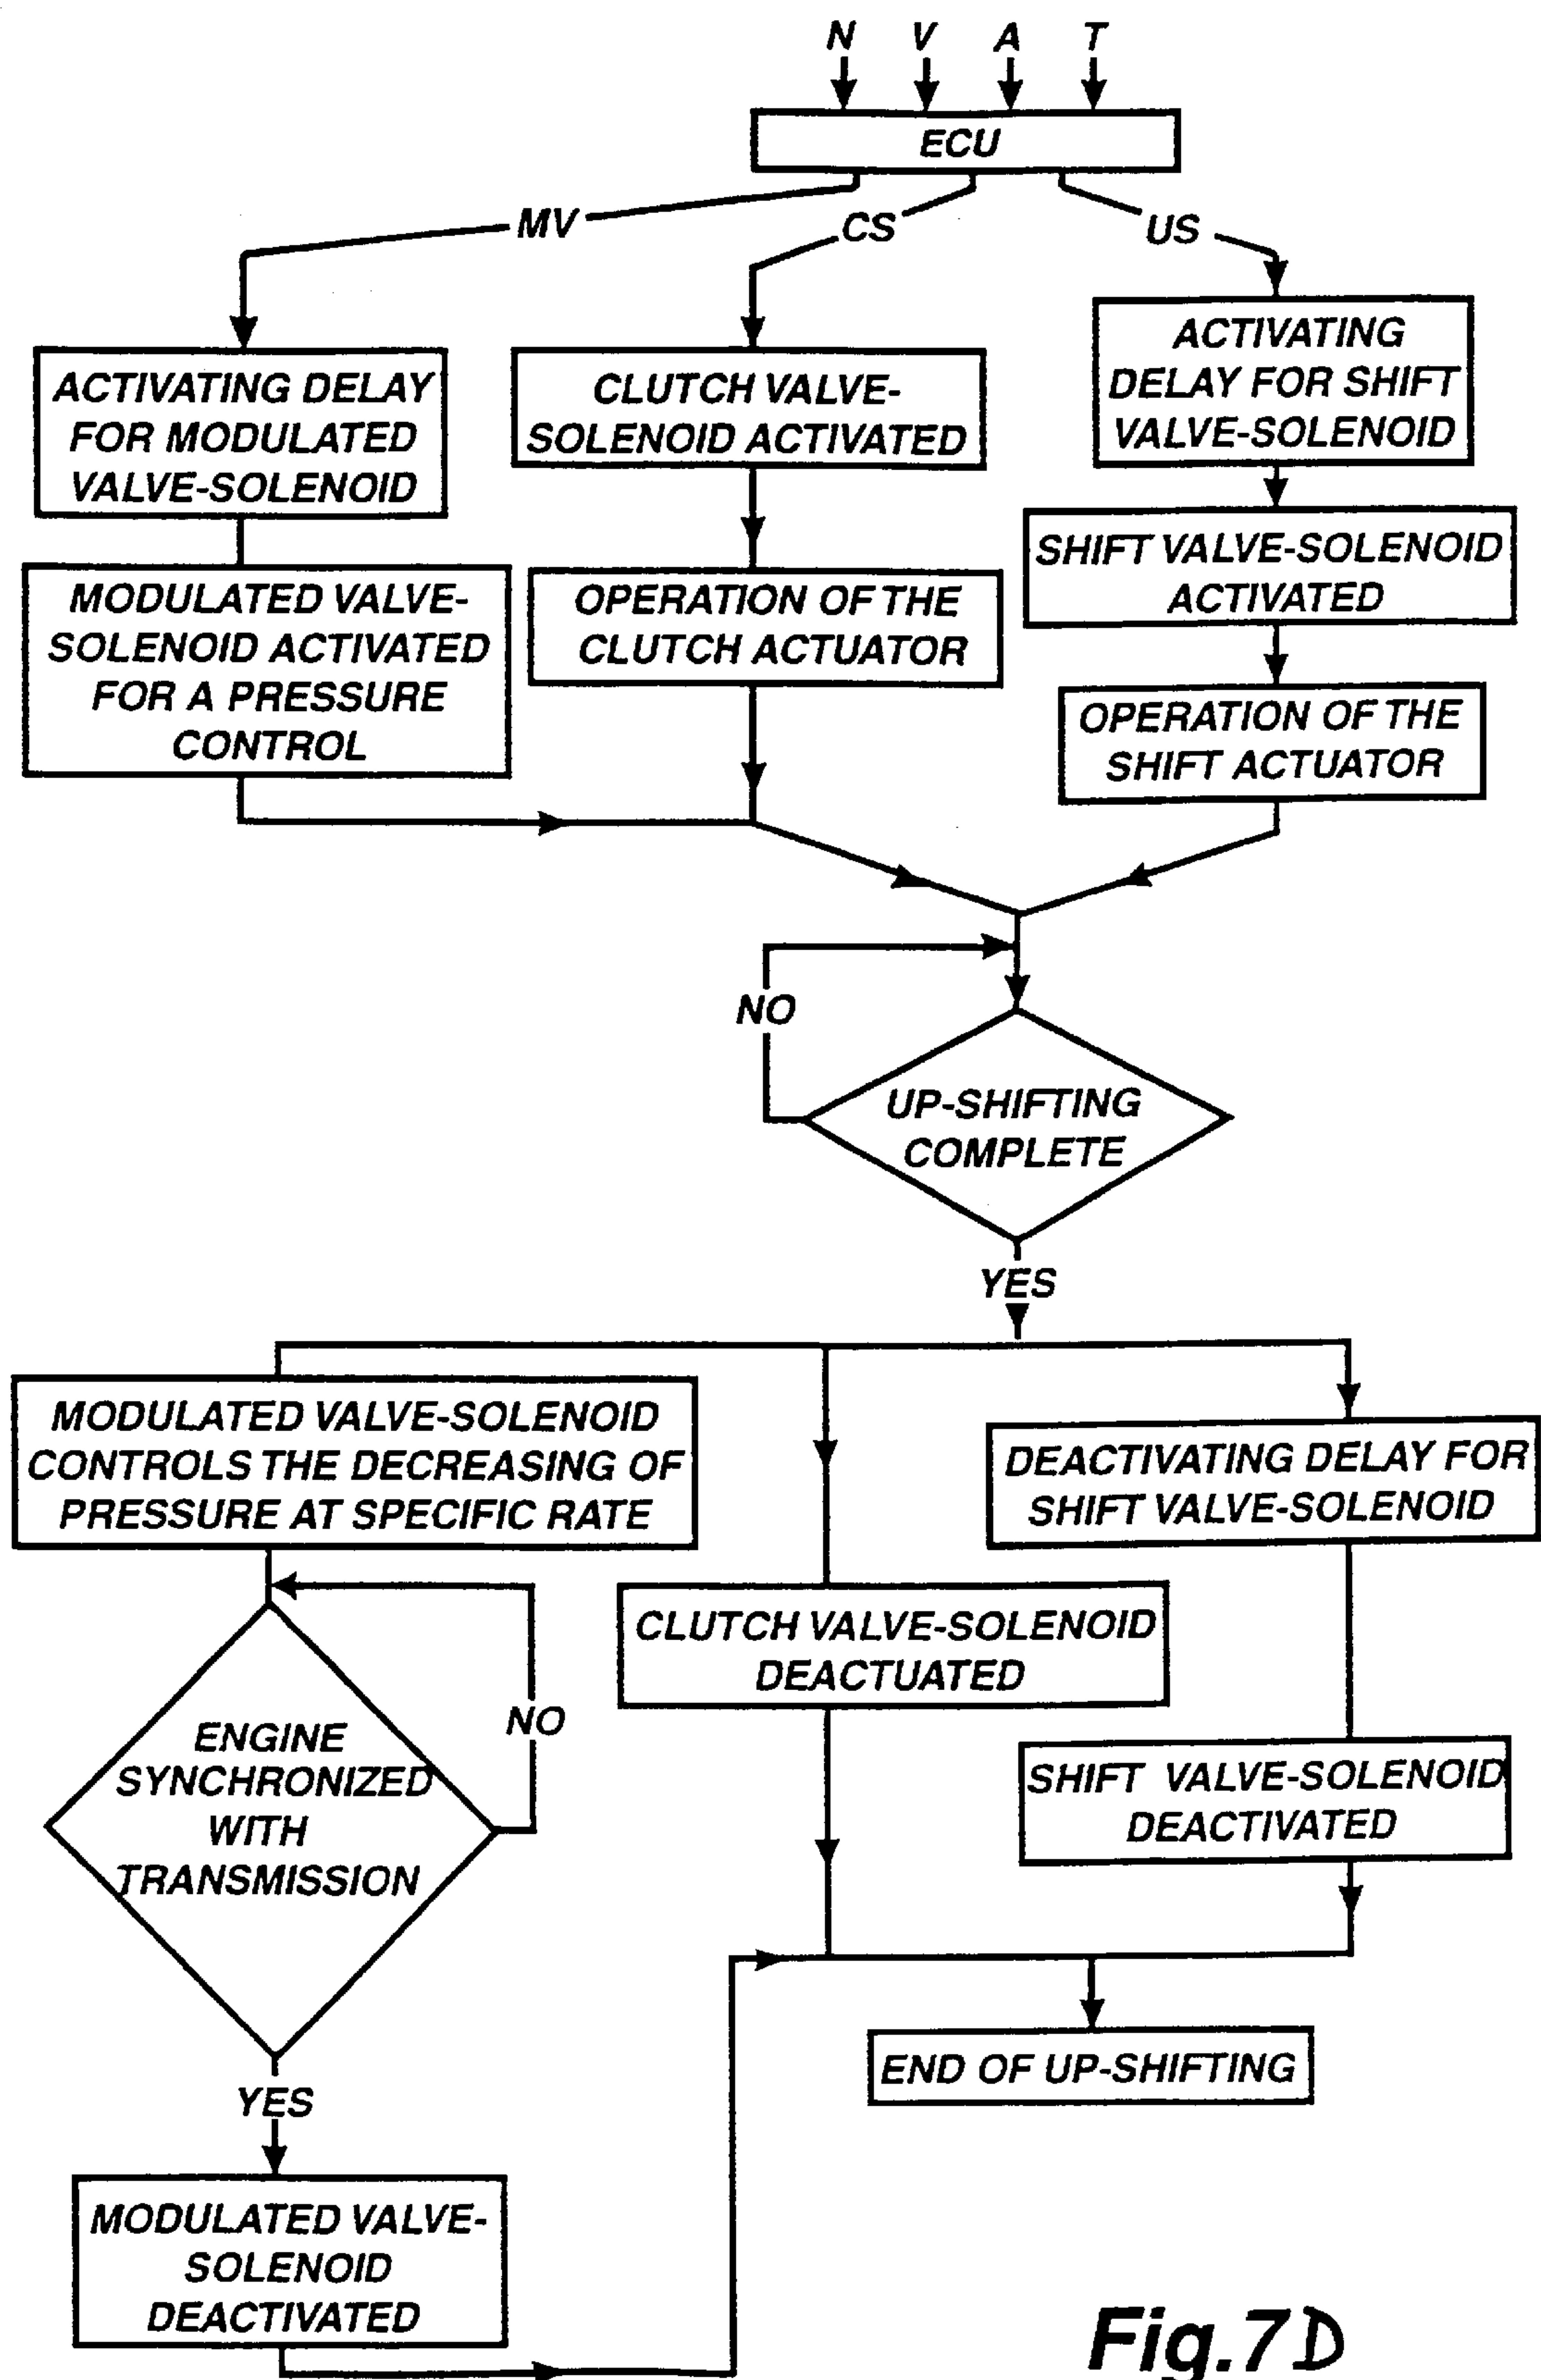 N V A T
ECU
MV
CS
US
ACTIVATING DELAY
FOR MODULATED
VALVE-SOLENOID
CLUTCH VALVE-
SOLENOID ACTIVATED
ACTIVATING
DELAY FOR SHIFT
VALVE-SOLENOID
SHIFT VALVE-SOLENOID
ACTIVATED
MODULATED VALVE-
SOLENOID ACTIVATED
FOR A PRESSURE
CONTROL
OPERATION OF THE
CLUTCH ACTUATOR
OPERATION OF THE
SHIFT ACTUATOR
NO
UP-SHIFTING
COMPLETE
YES
MODULATED VALVE-SOLENOID
CONTROLS THE DECREASING OF
PRESSURE AT SPECIFIC RATE
DEACTIVATING DELAY FOR
SHIFT VALVE-SOLENOID
CLUTCH VALVE-SOLENOID
DEACTUATED
NO
ENGINE
SYNCHRONIZED
WITH
TRANSMISSION
SHIFT VALVE-SOLENOID
DEACTIVATED
END OF UP-SHIFTING
YES
MODULATED VALVE-
SOLENOID
DEACTIVATED
Fig.7D